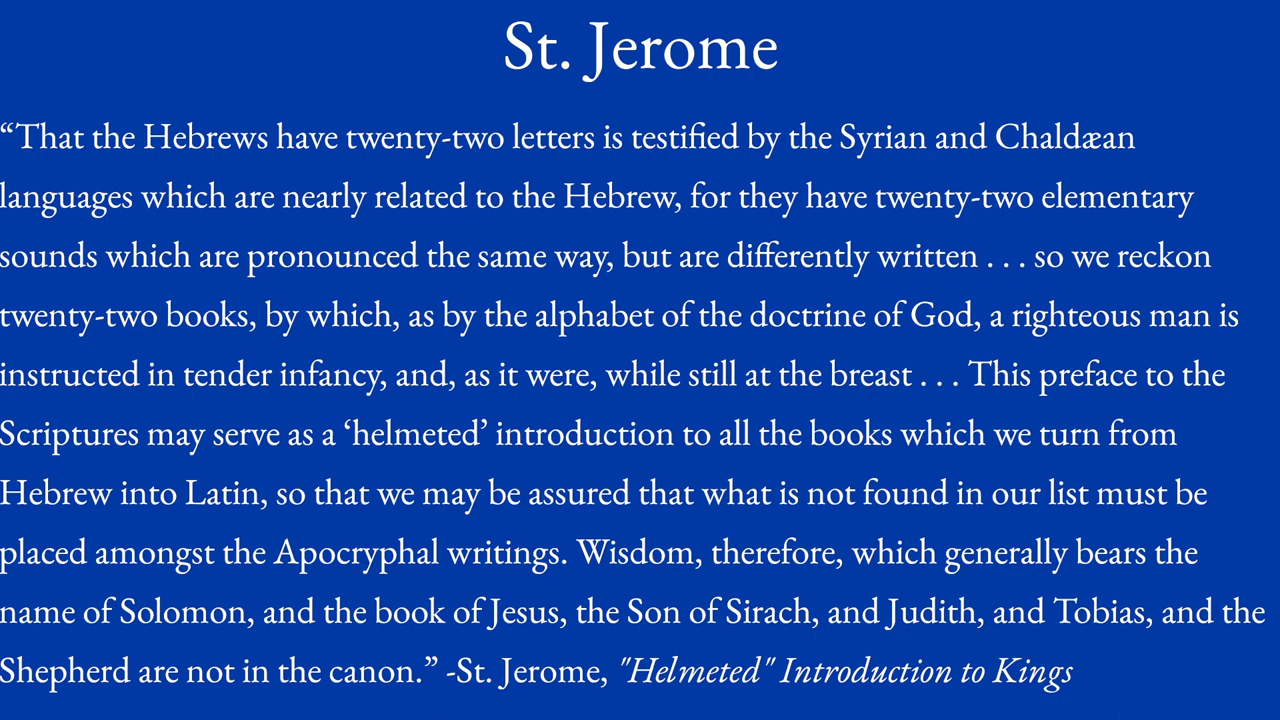 St. Jerome
“That the Hebrews have twenty-two letters is testified by the Syrian and Chaldæan
languages which are nearly related to the Hebrew, for they have twenty-two elementary
sounds which are pronounced the same way, but are differently written . . . so we reckon
twenty-two books, by which, as by the alphabet of the doctrine of God, a righteous man is
instructed in tender infancy, and, as it were, while still at the breast . . . This preface to the
Scriptures may serve as a ‘helmeted’ introduction to all the books which we turn from
Hebrew into Latin, so that we may be assured that what is not found in our list must be
placed amongst the Apocryphal writings. Wisdom, therefore, which generally bears the
name of Solomon, and the book of Jesus, the Son of Sirach, and Judith, and Tobias, and the
Shepherd are not in the canon.” -St. Jerome, "Helmeted" Introduction to Kings